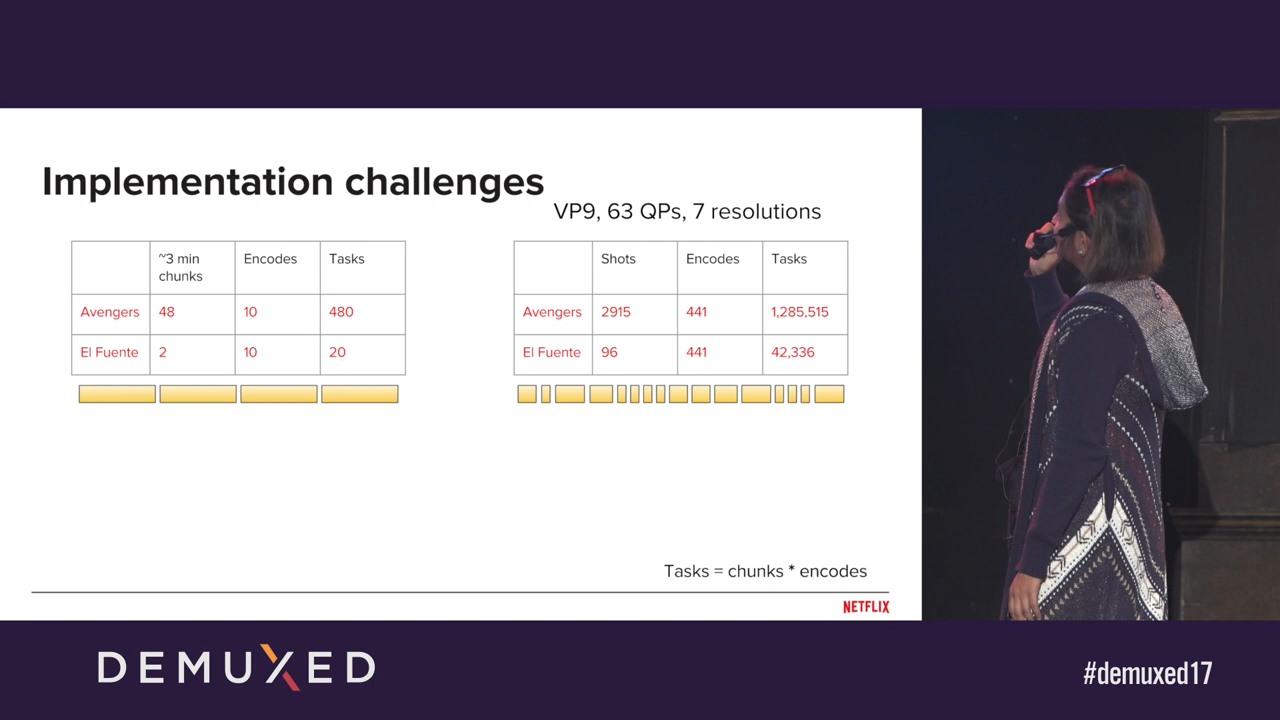 Implementation challenges
VP9, 63 QPs, 7 resolutions
~3 min chunks Encodes Tasks
Avengers 48 10 480
El Fuente 2 10 20
Shots Encodes Tasks
Avengers 2915 441 1,285,515
El Fuente 96 441 42,336
Tasks = chunks * encodes
NETFLIX
DEMUXED
#demuxed17